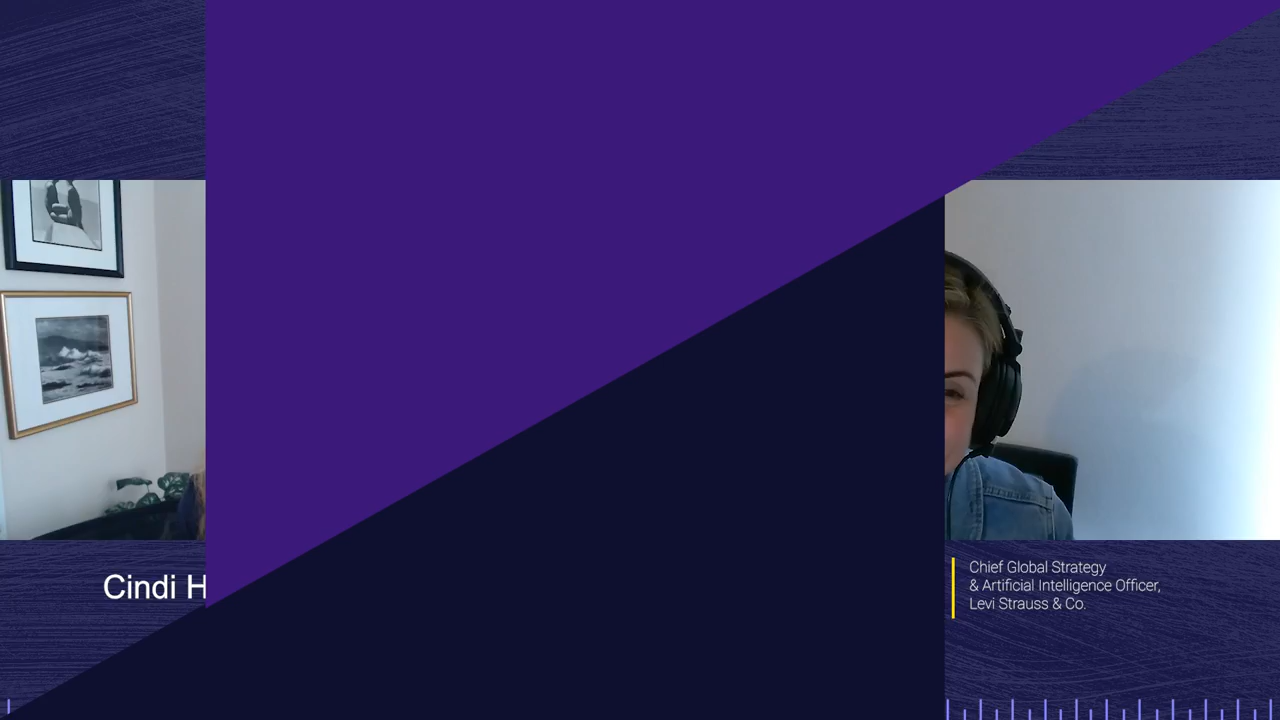 Cindi H
Chief Global Strategy
& Artificial Intelligence Officer,
Levi Strauss & Co.